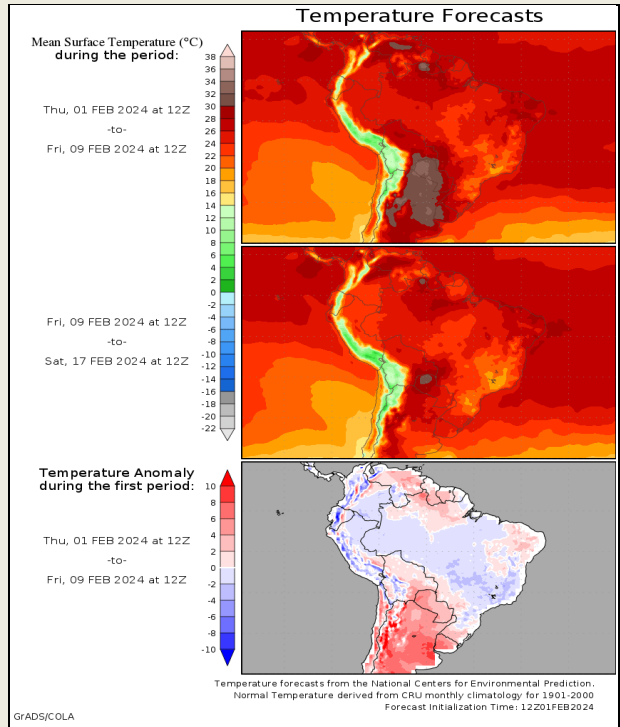 Temperature Forecasts
Mean Surface Temperature (°C)
during the period:
Thu, 01 FEB 2024 at 12Z
-to-
Fri, 09 FEB 2024 at 12Z
38
36
34
32
30
28
26
24
22
20
18
16
14
12
10
8
6
4
2
0
-2
-4
-6
-8
-10
-12
-14
-16
-18
-20
-22
Fri, 09 FEB 2024 at 12Z
-to-
Sat, 17 FEB 2024 at 12Z
Temperature Anomaly
during the first period:
Thu, 01 FEB 2024 at 12Z
-to-
Fri, 09 FEB 2024 at 12Z
10
8
6
4
2
0
-2
-4
-6
-8
-10
Temperature forecasts from the National Centers for Environmental Prediction.
Normal Temperature derived from CRU monthly climatology for 1901-2000
Forecast Initialization Time: 12Z01FEB2024
GrADS/COLA